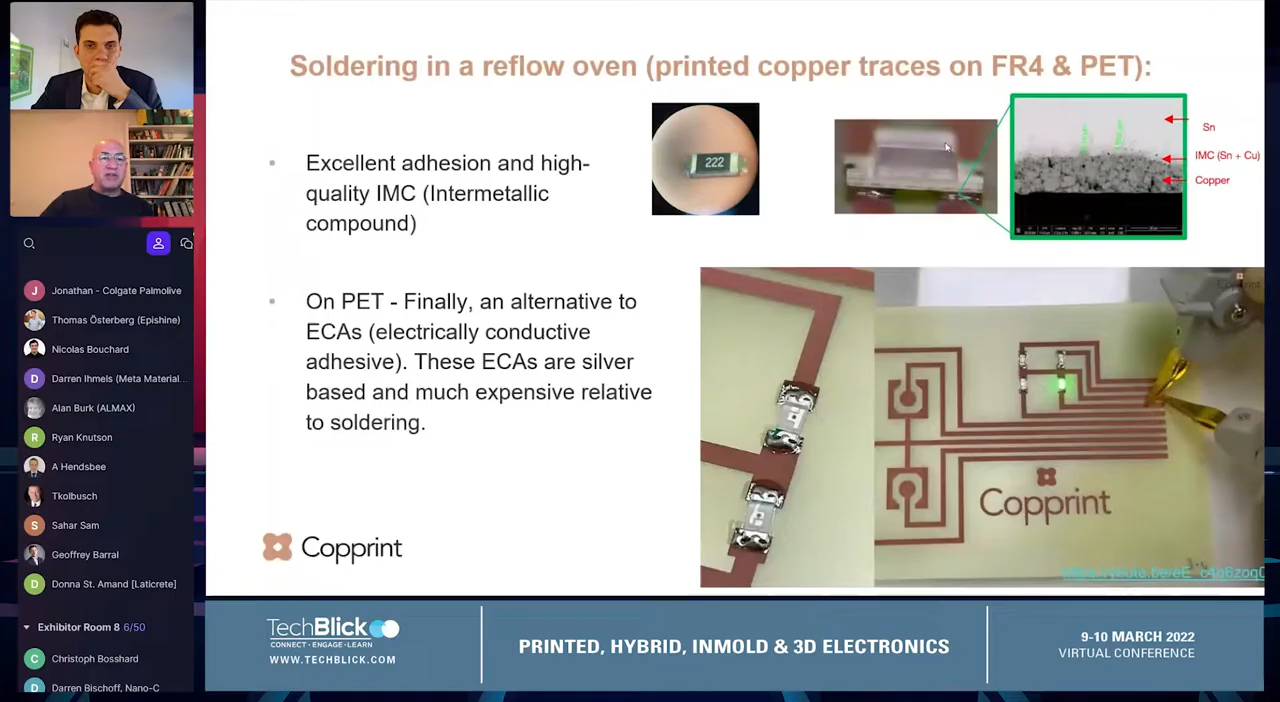 Soldering in a reflow oven (printed copper traces on FR4 & PET):
Excellent adhesion and high-
quality IMC (Intermetallic
compound)
On PET - Finally, an alternative to
ECAs (electrically conductive
adhesive). These ECAs are silver
based and much expensive relative
to soldering.
222
Sn
IMC (Sn + Cu)
Copper
Copprint
Copprint
Copprint
Jonathan - Colgate Palmolive
Thomas Österberg (Epishine)
Nicolas Bouchard
Darren Ihmels (Meta Material...
Alan Burk (ALMAX)
Ryan Knutson
A Hendsbee
Tkolbusch
Sahar Sam
Geoffrey Barral
Donna St. Amand [Laticrete]
Exhibitor Room 8 6/50
Christoph Bosshard
Darren Bischoff, Nano-C
J
D
R
S
D
C
D
TechBlick
CONNECT • ENGAGE • LEARN
WWW.TECHBLICK.COM
PRINTED, HYBRID, INMOLD & 3D ELECTRONICS
9-10 MARCH 2022
VIRTUAL CONFERENCE